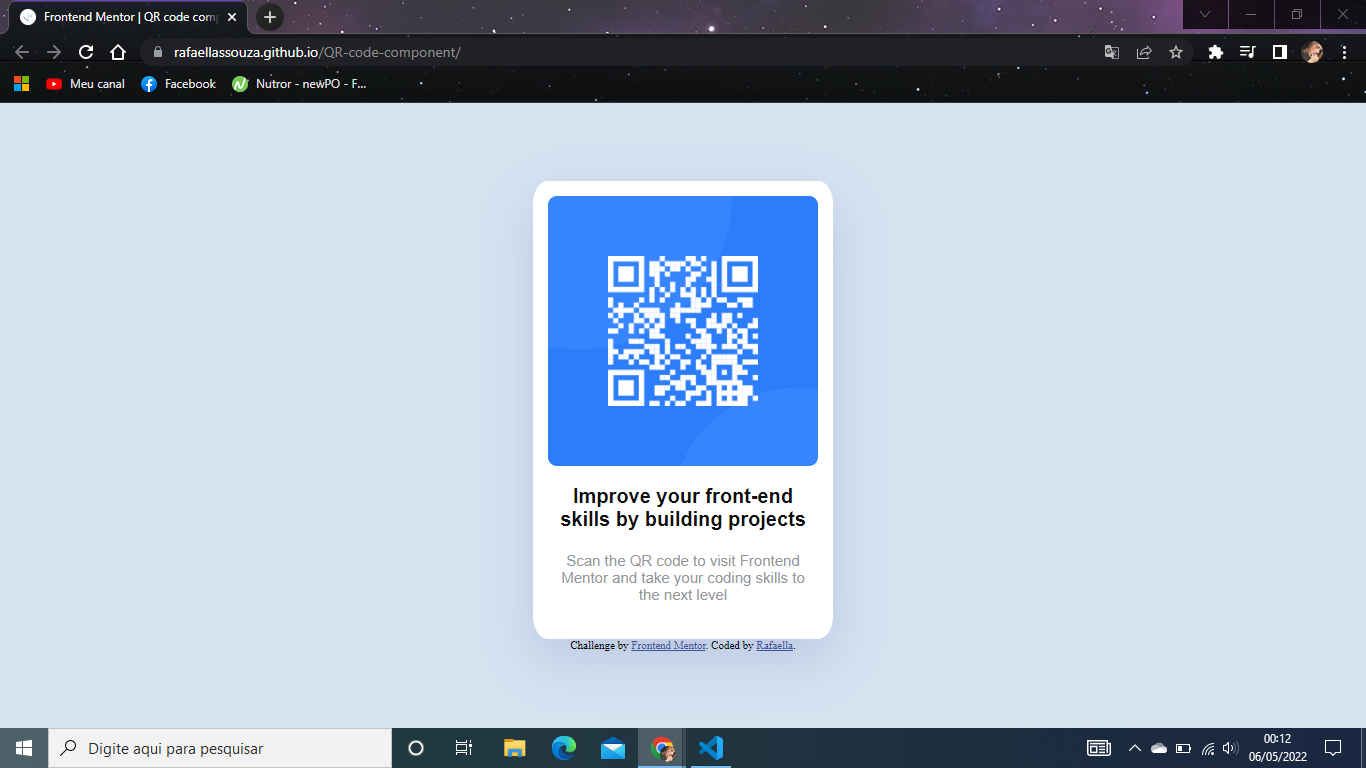 Frontend Mentor | QR code com
rafaellassouza.github.io/QR-code-component/
Meu canal
Facebook
Nutror - newPO - F...
Improve your front-end
skills by building projects
Scan the QR code to visit Frontend
Mentor and take your coding skills to
the next level
Challenge by Frontend Mentor. Coded by Rafaella.
Digite aqui para pesquisar
00:12
06/05/2022